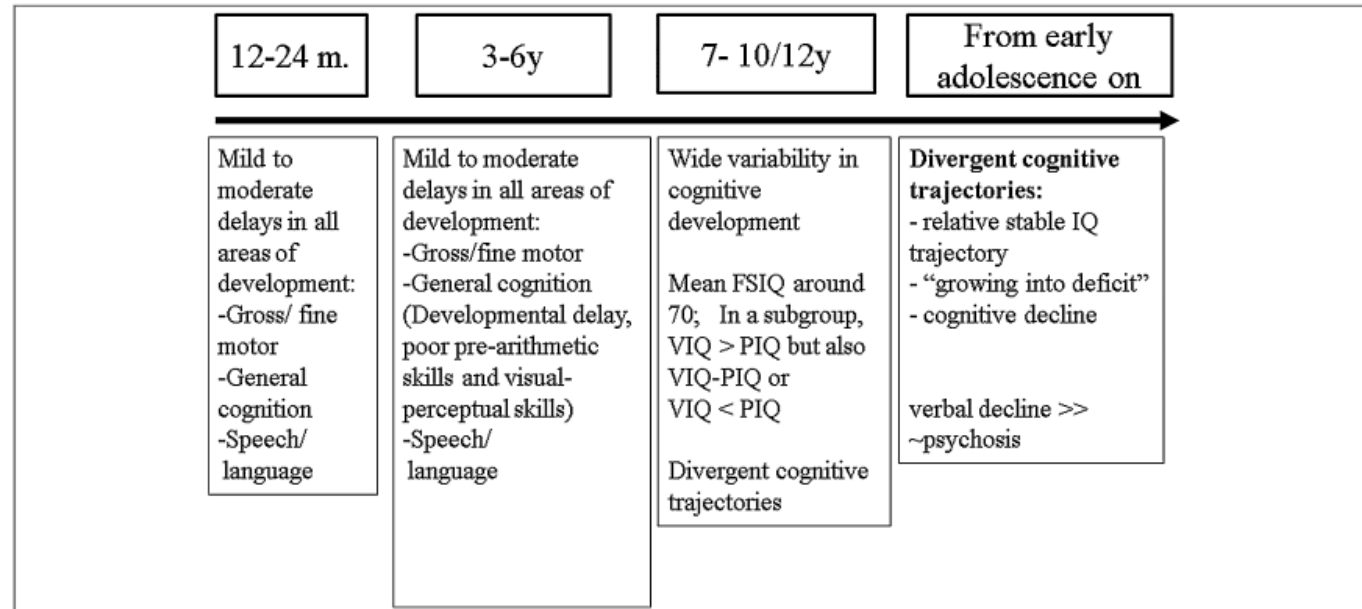 12-24 m.
3-6y
7- 10/12y
From early
adolescence on
Mild to
moderate
delays in all
areas of
development:
-Gross/ fine
motor
-General
cognition
-Speech/
language
Mild to moderate
delays in all areas of
development:
-Gross/fine motor
-General cognition
(Developmental delay,
poor pre-arithmetic
skills and visual-
perceptual skills)
-Speech/
language
Wide variability in
cognitive
development
Mean FSIQ around
70; In a subgroup,
VIQ > PIQ but also
VIQ-PIQ or
VIQ < PIQ
Divergent cognitive
trajectories
Divergent cognitive
trajectories:
- relative stable IQ
trajectory
- “growing into deficit”
- cognitive decline
verbal decline >>
~psychosis